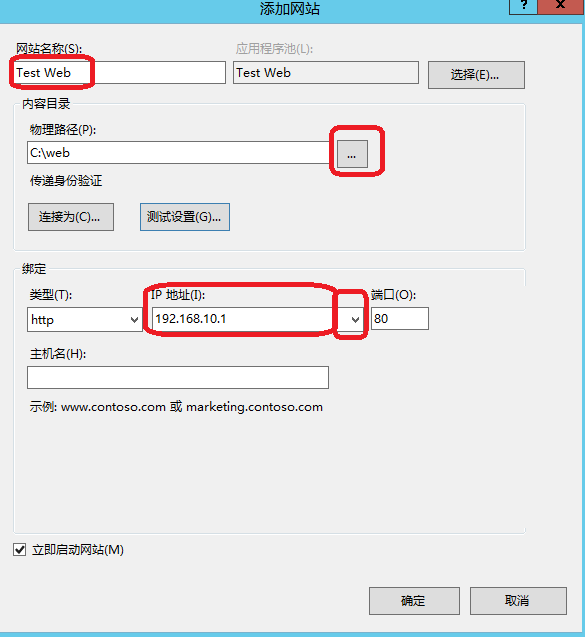 添加网站
? X
网站名称(S): 应用程序池(L):
Test Web Test Web 选择(E)...
内容目录
物理路径(P):
C:\web ...
传递身份验证
连接为(C)... 测试设置(G)...
绑定
类型(T): IP 地址(I): 端口(O):
http 192.168.10.1 80
主机名(H):
示例: www.contoso.com 或 marketing.contoso.com
立即启动网站(M)
确定 取消